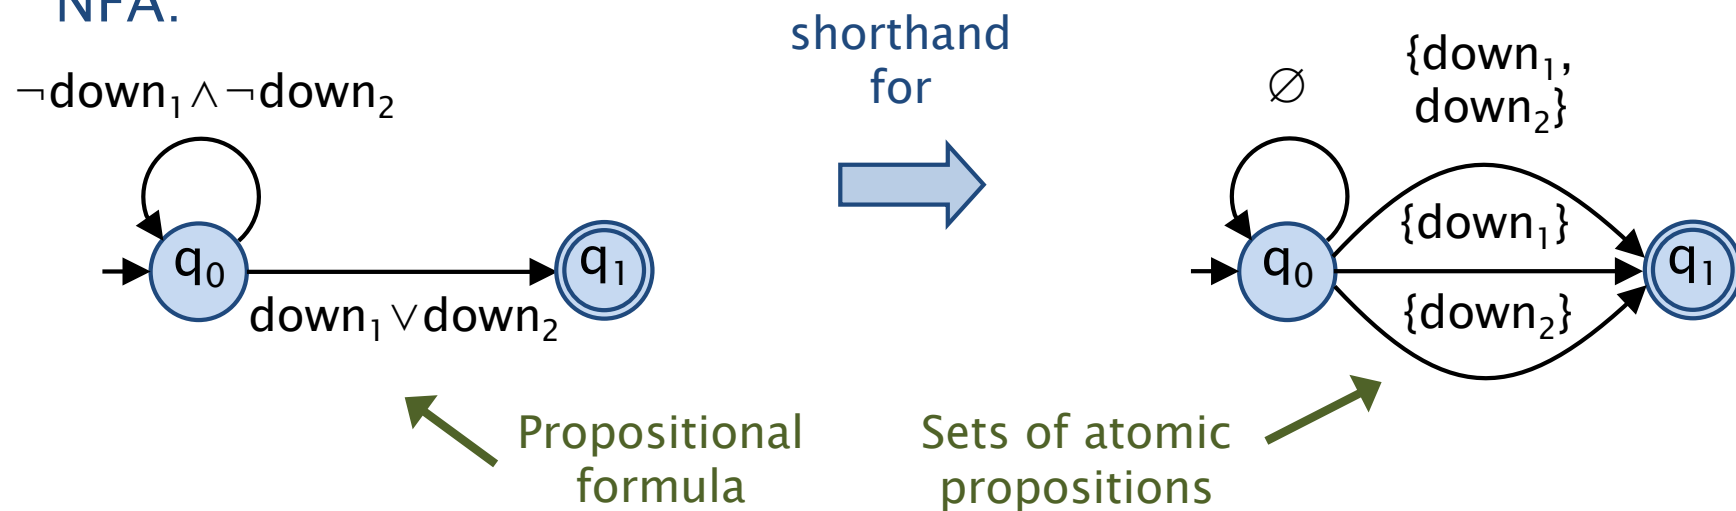 NFA:
shorthand
for
¬down₁∧¬down₂
q₀
q₁
down₁∨down₂
∅
{down₁,
down₂}
{down₁}
q₀
q₁
{down₂}
Propositional
formula
Sets of atomic
propositions